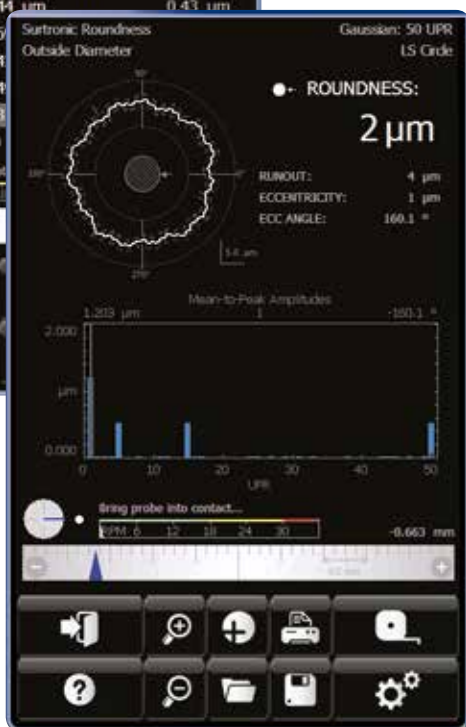 0.43 um
Surtronic Roundness
Gaussian: 50 UPR
Outside Diameter
LS Circle
ROUNDNESS:
2 µm
90°
180°
0°
270°
RUNOUT: 4 µm
ECCENTRICITY: 1 µm
ECC ANGLE: 160.1 °
Mean-to-Peak Amplitudes
1.203 µm
1
-160.1 °
2.000
µm
0.000
0 10 20 30 40 50
UPR
Bring probe into contact...
RPM 6 12 18 24 30
-0.663 mm